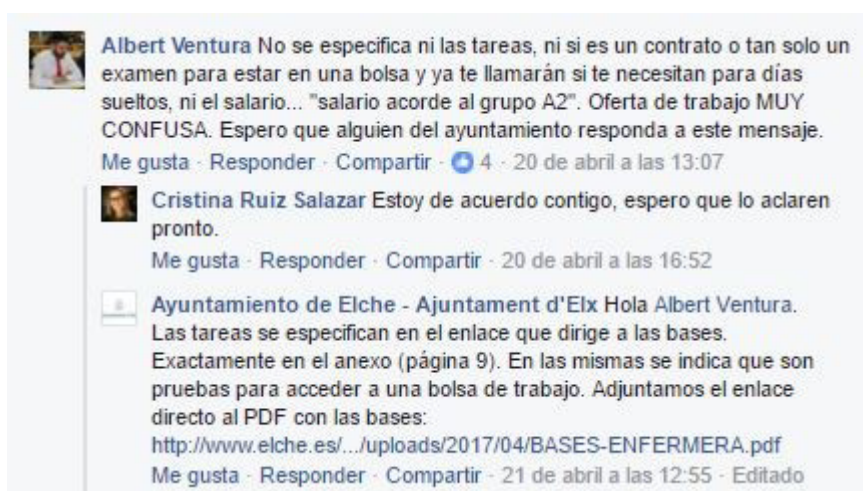 Albert Ventura No se especifica ni las tareas, ni si es un contrato o tan solo un
examen para estar en una bolsa y ya te llamarán si te necesitan para días
sueltos, ni el salario... "salario acorde al grupo A2". Oferta de trabajo MUY
CONFUSA. Espero que alguien del ayuntamiento responda a este mensaje.
Me gusta · Responder · Compartir · 4 · 20 de abril a las 13:07
Cristina Ruiz Salazar Estoy de acuerdo contigo, espero que lo aclaren
pronto.
Me gusta · Responder · Compartir · 20 de abril a las 16:52
Ayuntamiento de Elche - Ajuntament d'Elx Hola Albert Ventura.
Las tareas se especifican en el enlace que dirige a las bases.
Exactamente en el anexo (página 9). En las mismas se indica que son
pruebas para acceder a una bolsa de trabajo. Adjuntamos el enlace
directo al PDF con las bases:
http://www.elche.es/.../uploads/2017/04/BASES-ENFERMERA.pdf
Me gusta · Responder · Compartir · 21 de abril a las 12:55 · Editado